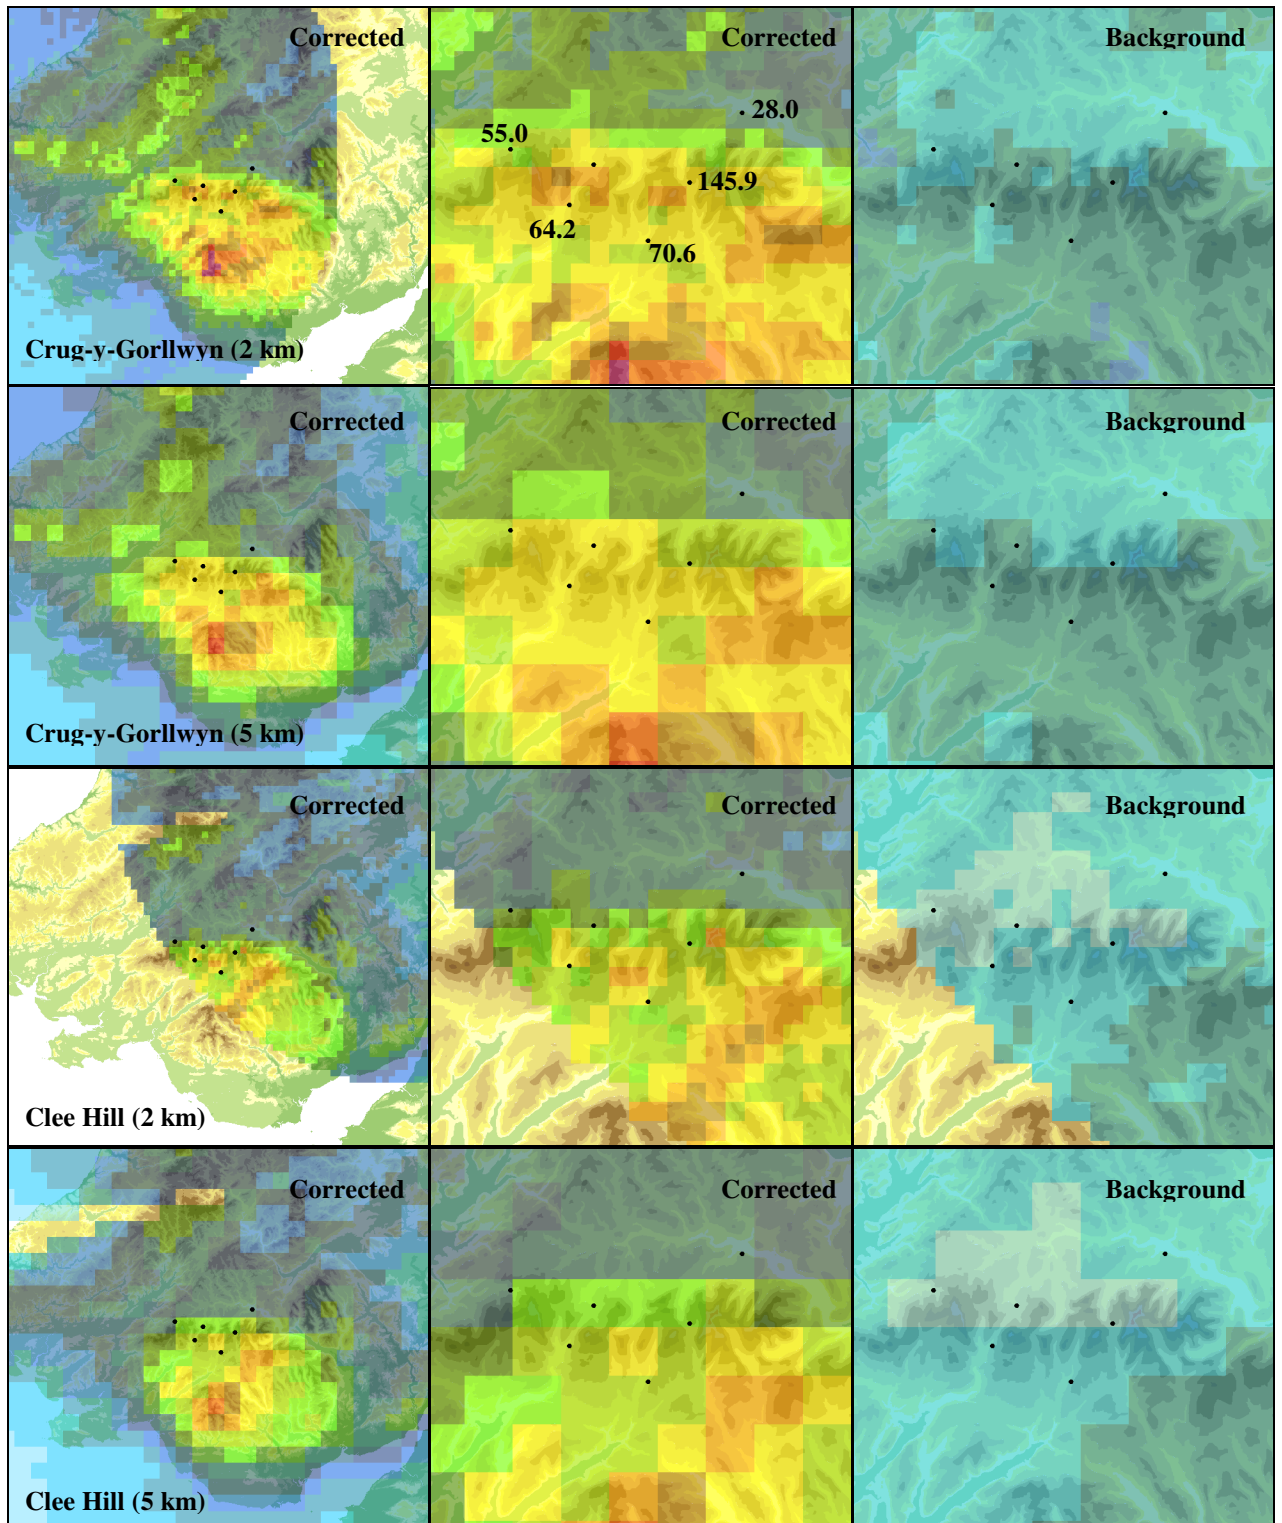 Corrected
Corrected
Background
28.0
55.0
145.9
64.2
70.6
Crug-y-Gorllwyn (2 km)
Corrected
Corrected
Background
Crug-y-Gorllwyn (5 km)
Corrected
Corrected
Background
Clee Hill (2 km)
Corrected
Corrected
Background
Clee Hill (5 km)